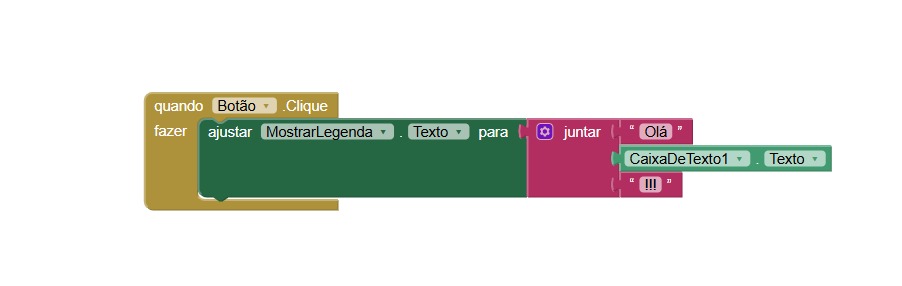 quando Botão .Clique
fazer ajustar MostrarLegenda . Texto para juntar " Olá "
CaixaDeTexto1 . Texto
" !!! "